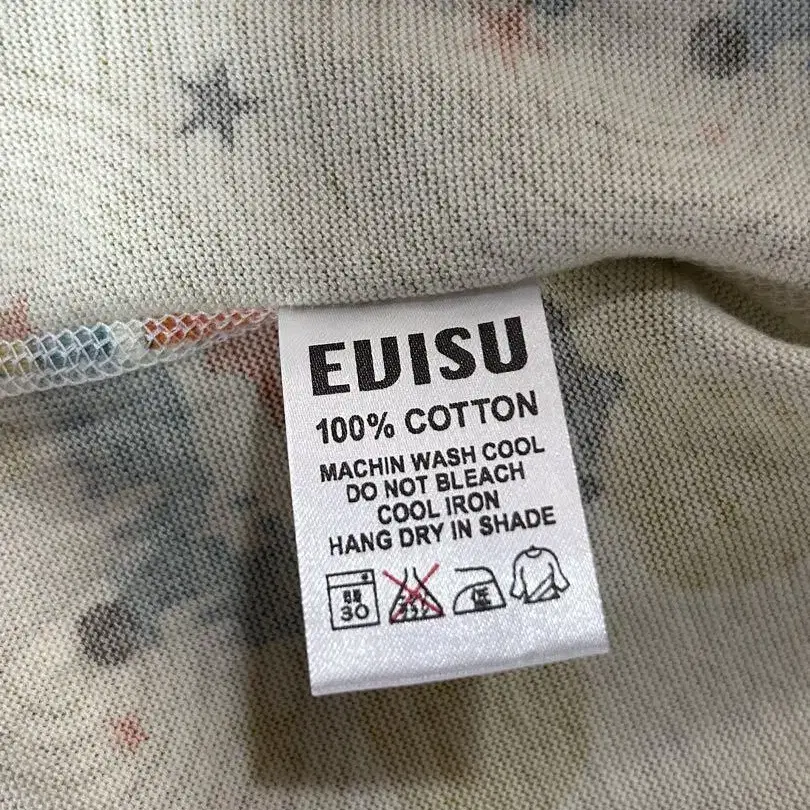 EVISU
100% COTTON
MACHIN WASH COOL
DO NOT BLEACH
COOL IRON
HANG DRY IN SHADE
30